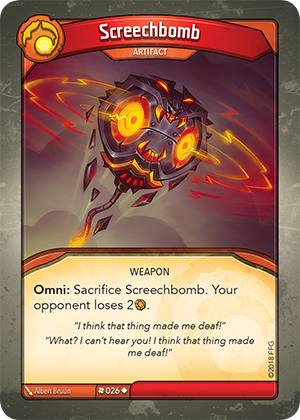 Screechbomb
ARTIFACT
WEAPON
Omni: Sacrifice Screechbomb. Your
opponent loses 2.
"I think that thing made me deaf!"
"What? I can't hear you! I think that thing made
me deaf!"
©2018 FFG
Albert Bruun
026